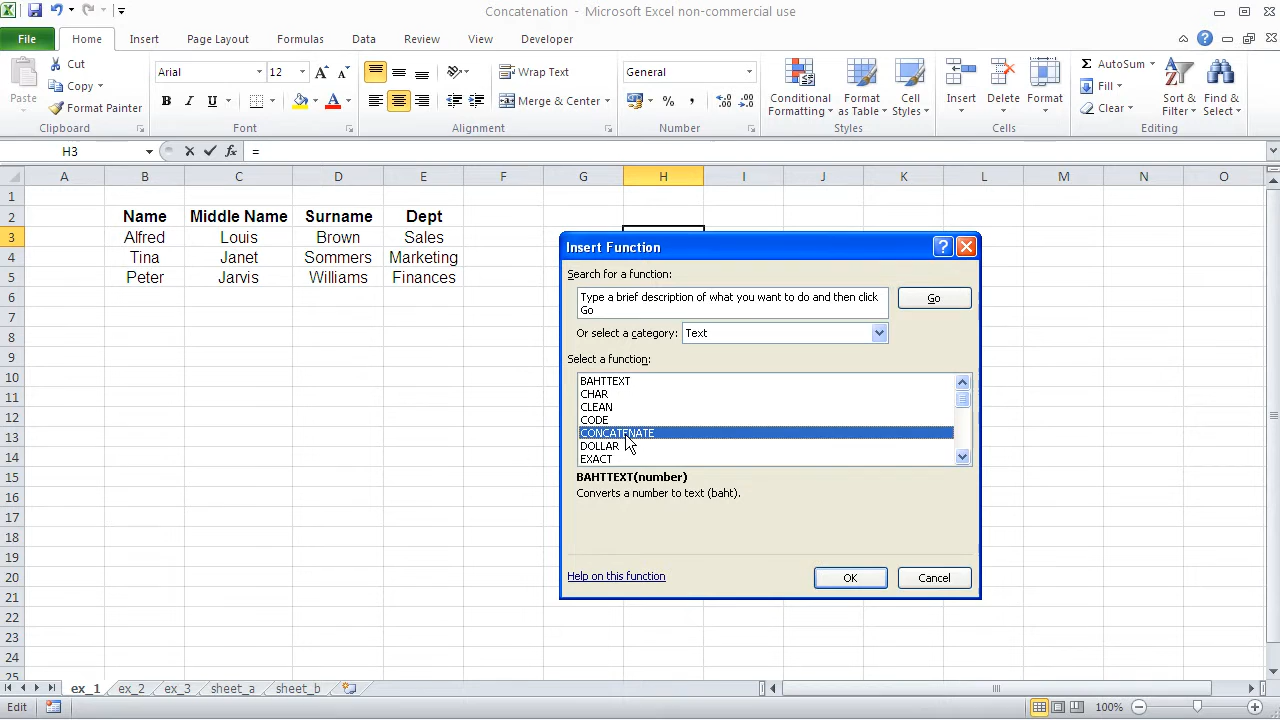 Concatenation - Microsoft Excel non-commercial use
File Home Insert Page Layout Formulas Data Review View Developer
Paste
Cut
Copy
Format Painter
Arial 12
B I U
Wrap Text
Merge & Center
General
Conditional Formatting
Format as Table
Cell Styles
Insert
Delete
Format
AutoSum
Fill
Clear
Sort & Filter
Find & Select
Clipboard Font Alignment Number Styles Cells Editing
H3 fx =
A B C D E F G H I J K L M N O
1
2 Name Middle Name Surname Dept
3 Alfred Louis Brown Sales
4 Tina Janet Sommers Marketing
5 Peter Jarvis Williams Finances
6
7
8
9
10
11
12
13
14
15
16
17
18
19
20
21
22
23
24
25
Insert Function
Search for a function:
Type a brief description of what you want to do and then click
Go
Go
Or select a category: Text
Select a function:
BAHTTEXT
CHAR
CLEAN
CODE
CONCATENATE
DOLLAR
EXACT
BAHTTEXT(number)
Converts a number to text (baht).
Help on this function
OK Cancel
ex_1 ex_2 ex_3 sheet_a sheet_b
Edit 100%